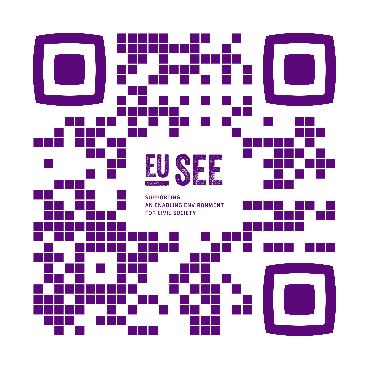 EU SEE
SUPPORTING
AN ENABLING ENVIRONMENT
FOR CIVIL SOCIETY